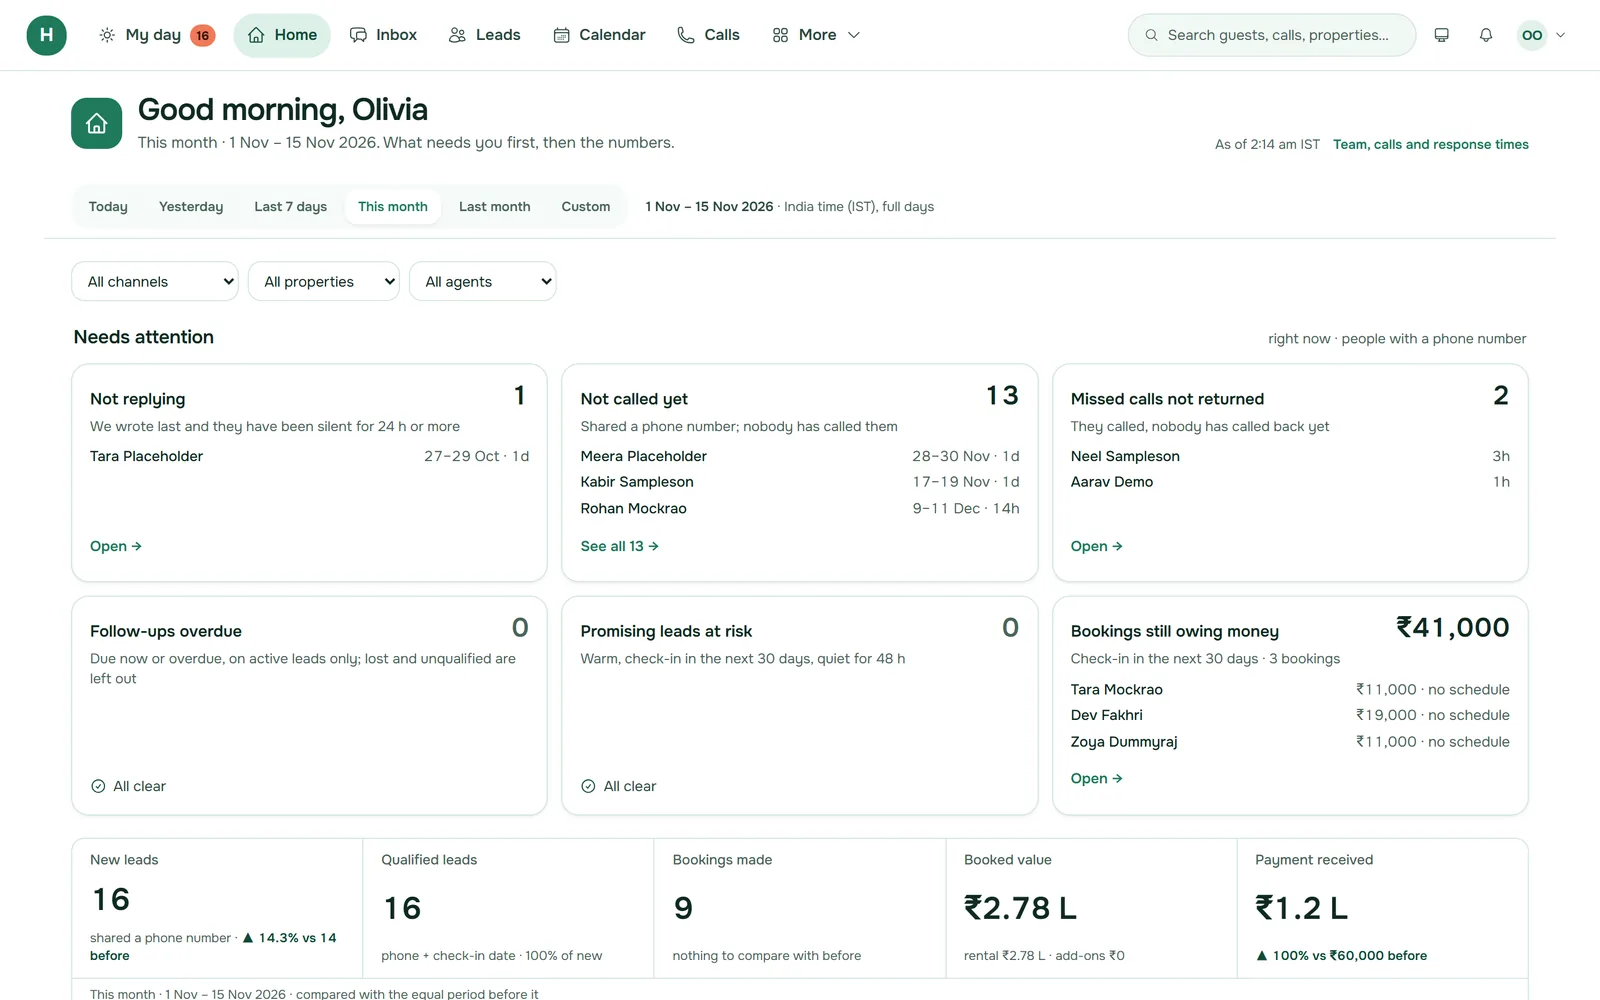 H My day 16 Home Inbox Leads Calendar Calls More Search guests, calls, properties... OO
Good morning, Olivia
This month · 1 Nov – 15 Nov 2026. What needs you first, then the numbers.
As of 2:14 am IST Team, calls and response times
Today Yesterday Last 7 days This month Last month Custom 1 Nov – 15 Nov 2026 · India time (IST), full days
All channels All properties All agents
Needs attention right now · people with a phone number
Not replying 1
We wrote last and they have been silent for 24 h or more
Tara Placeholder 27–29 Oct · 1d
Open →
Not called yet 13
Shared a phone number; nobody has called them
Meera Placeholder 28–30 Nov · 1d
Kabir Sampleson 17–19 Nov · 1d
Rohan Mockrao 9–11 Dec · 14h
See all 13 →
Missed calls not returned 2
They called, nobody has called back yet
Neel Sampleson 3h
Aarav Demo 1h
Open →
Follow-ups overdue 0
Due now or overdue, on active leads only; lost and unqualified are
left out
All clear
Promising leads at risk 0
Warm, check-in in the next 30 days, quiet for 48 h
All clear
Bookings still owing money ₹41,000
Check-in in the next 30 days · 3 bookings
Tara Mockrao ₹11,000 · no schedule
Dev Fakhri ₹19,000 · no schedule
Zoya Dummyraj ₹11,000 · no schedule
Open →
New leads
16
shared a phone number · ▲ 14.3% vs 14
before
Qualified leads
16
phone + check-in date · 100% of new
Bookings made
9
nothing to compare with before
Booked value
₹2.78 L
rental ₹2.78 L · add-ons ₹0
Payment received
₹1.2 L
▲ 100% vs ₹60,000 before
This month · 1 Nov – 15 Nov 2026 · compared with the equal period before it